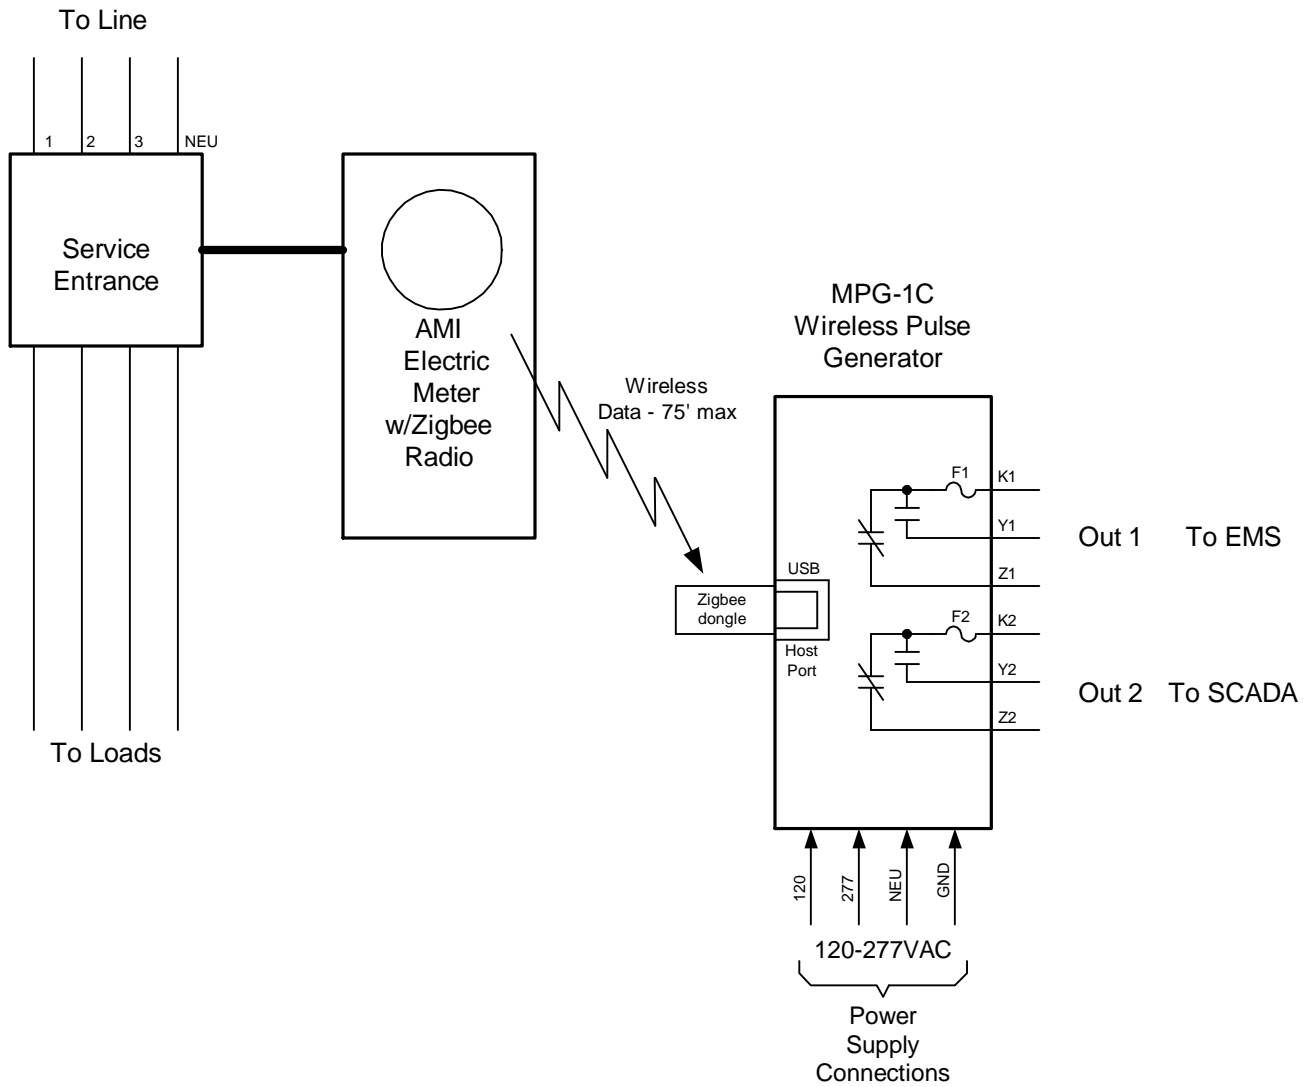 To Line
1
2
3
NEU
Service
Entrance
AMI
Electric
Meter
w/Zigbee
Radio
Wireless
Data - 75' max
MPG-1C
Wireless Pulse
Generator
Zigbee
dongle
USB
Host
Port
F1
K1
Y1
Z1
Out 1
To EMS
F2
K2
Y2
Z2
Out 2
To SCADA
To Loads
120
277
NEU
GND
120-277VAC
Power
Supply
Connections